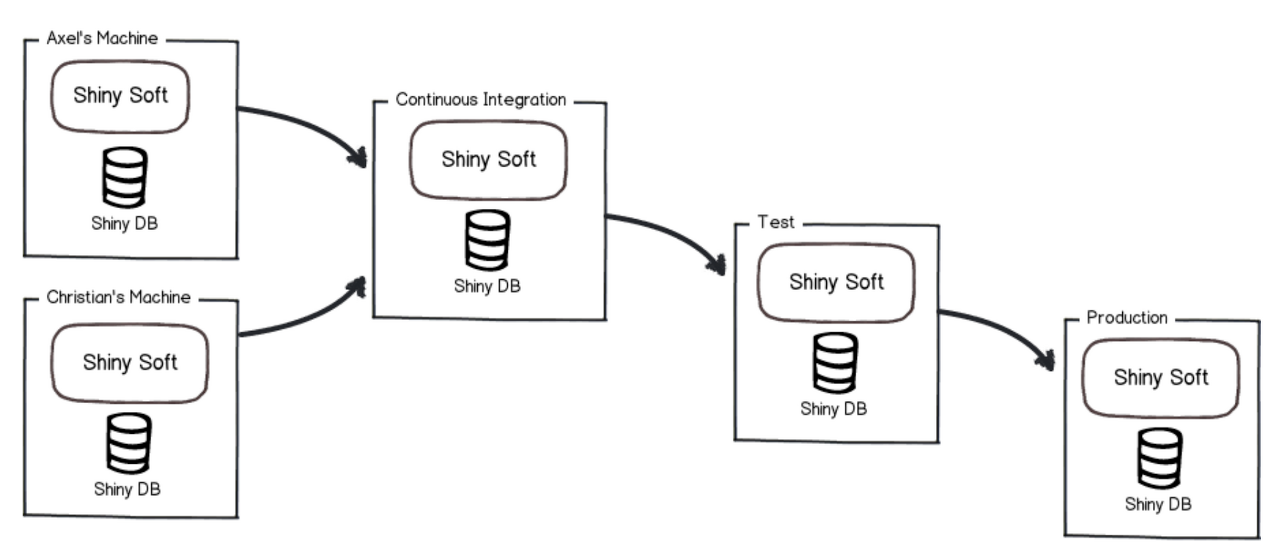 Axel's Machine
Shiny Soft
Shiny DB
Christian's Machine
Shiny Soft
Shiny DB
Continuous Integration
Shiny Soft
Shiny DB
Test
Shiny Soft
Shiny DB
Production
Shiny Soft
Shiny DB